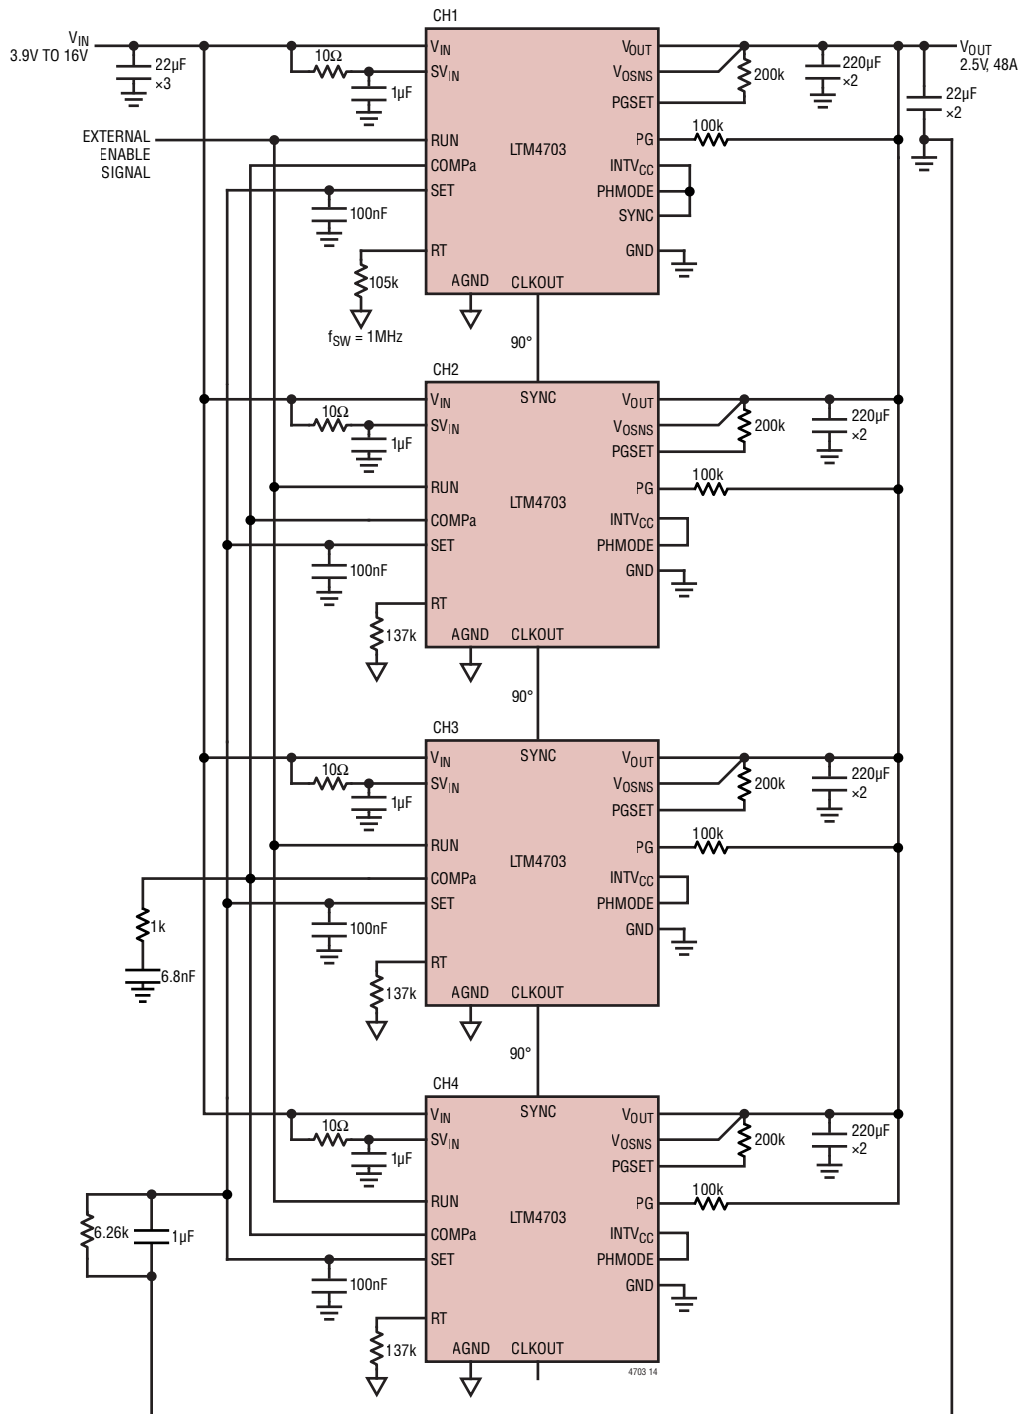 CH1
VIN
3.9V TO 16V
22µF
×3
10Ω
1µF
VIN
SVIN
VOUT
VOSNS
PGSET
200k
220µF
×2
VOUT
2.5V, 48A
22µF
×2
EXTERNAL
ENABLE
SIGNAL
RUN
COMPa
SET
LTM4703
PG
100k
INTVCC
PHMODE
SYNC
100nF
RT
105k
fSW = 1MHz
GND
AGND
CLKOUT
90°
CH2
SYNC
VIN
10Ω
SVIN
1µF
VOUT
VOSNS
PGSET
200k
220µF
×2
RUN
COMPa
SET
LTM4703
PG
100k
INTVCC
PHMODE
GND
100nF
RT
137k
AGND
CLKOUT
90°
CH3
SYNC
VIN
10Ω
SVIN
1µF
VOUT
VOSNS
PGSET
200k
220µF
×2
RUN
COMPa
SET
LTM4703
PG
100k
INTVCC
PHMODE
GND
1k
6.8nF
100nF
RT
137k
AGND
CLKOUT
90°
CH4
SYNC
VIN
10Ω
SVIN
1µF
VOUT
VOSNS
PGSET
200k
220µF
×2
RUN
COMPa
SET
LTM4703
PG
100k
INTVCC
PHMODE
GND
6.26k
1µF
100nF
RT
137k
AGND
CLKOUT
4703 14